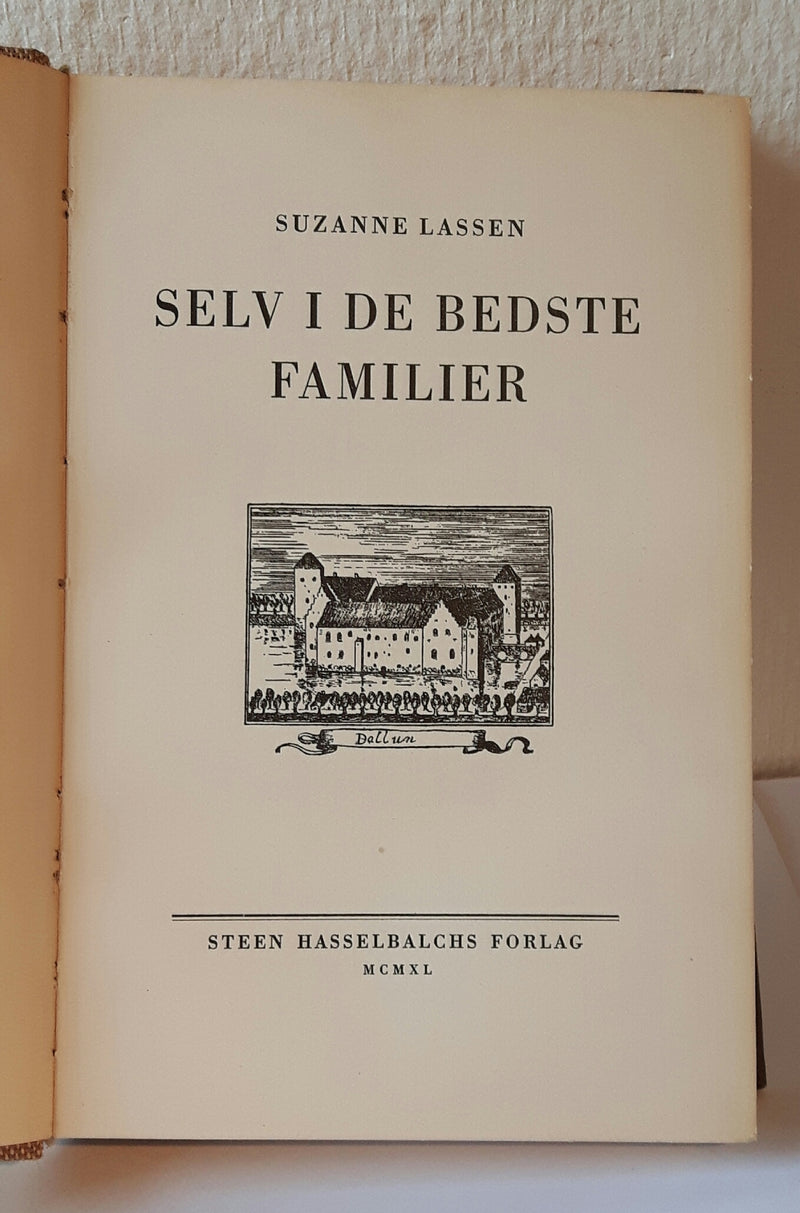 SUZANNE LASSEN
SELV I DE BEDSTE
FAMILIER
Dallun
STEEN HASSELBALCHS FORLAG
MCMXL